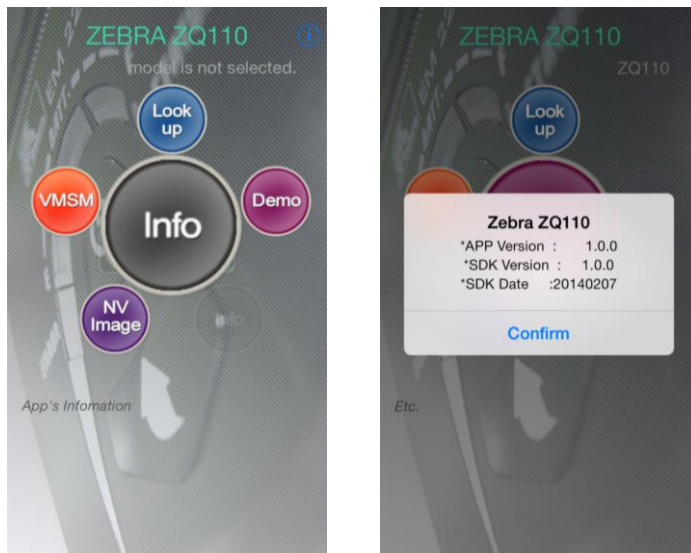 ZEBRA ZQ110
model is not selected.
Look
up
VMSM
Info
Demo
NV
Image
Info
App's Infomation
ZEBRA ZQ110
ZQ110
Look
up
Zebra ZQ110
*APP Version : 1.0.0
*SDK Version : 1.0.0
*SDK Date :20140207
Confirm
Etc.